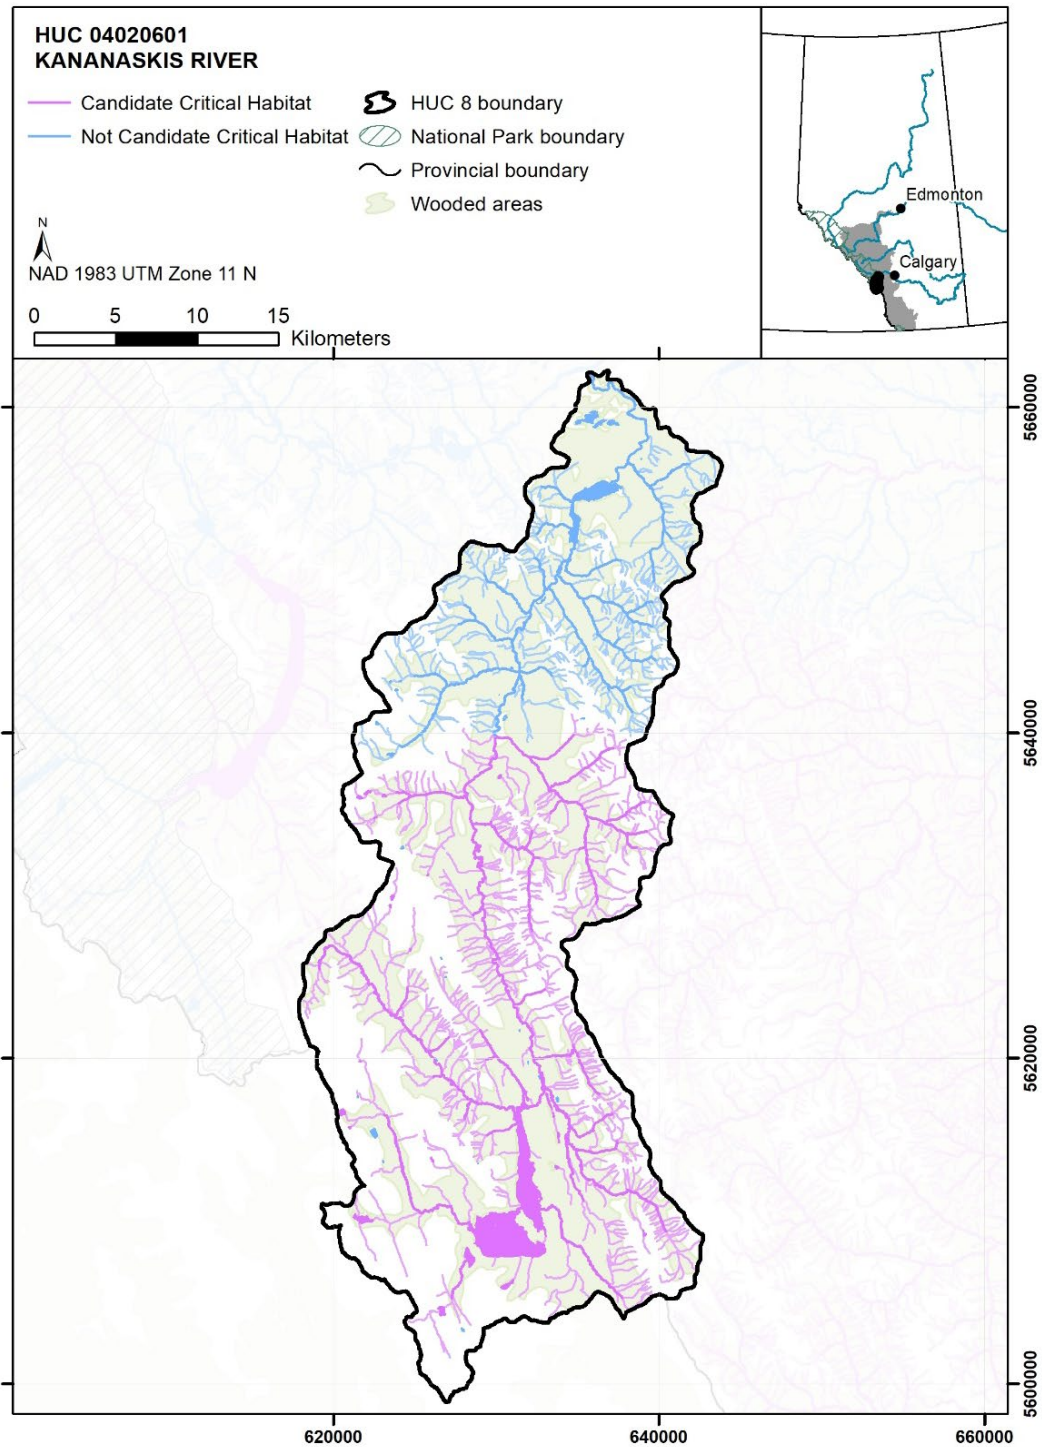 HUC 04020601
KANANASKIS RIVER
Candidate Critical Habitat
Not Candidate Critical Habitat
HUC 8 boundary
National Park boundary
Provincial boundary
Wooded areas
N
NAD 1983 UTM Zone 11 N
0 5 10 15
Kilometers
Edmonton
Calgary
5660000
5640000
5620000
5600000
620000 640000 660000